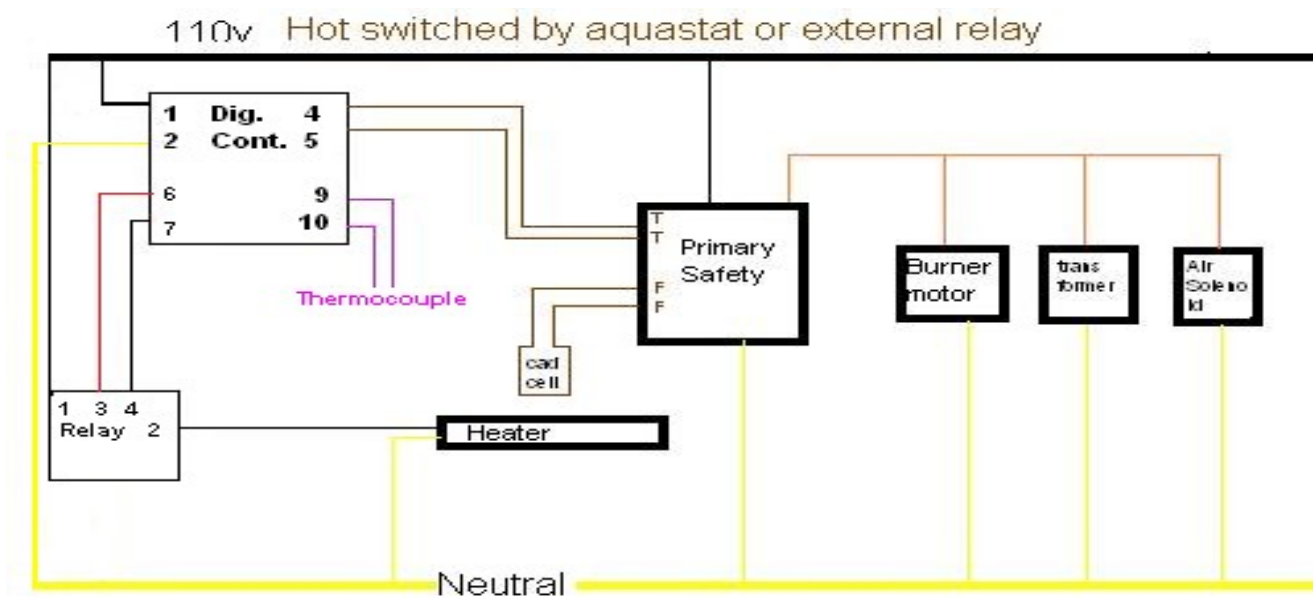 110v Hot switched by aquastat or external relay
1 Dig. 4
2 Cont. 5
6 9
7 10
Thermocouple
T
T
Primary
Safety
F
F
cad
cell
Burner
motor
trans
former
Air
Soleno
id
1 3 4
Relay 2
Heater
Neutral